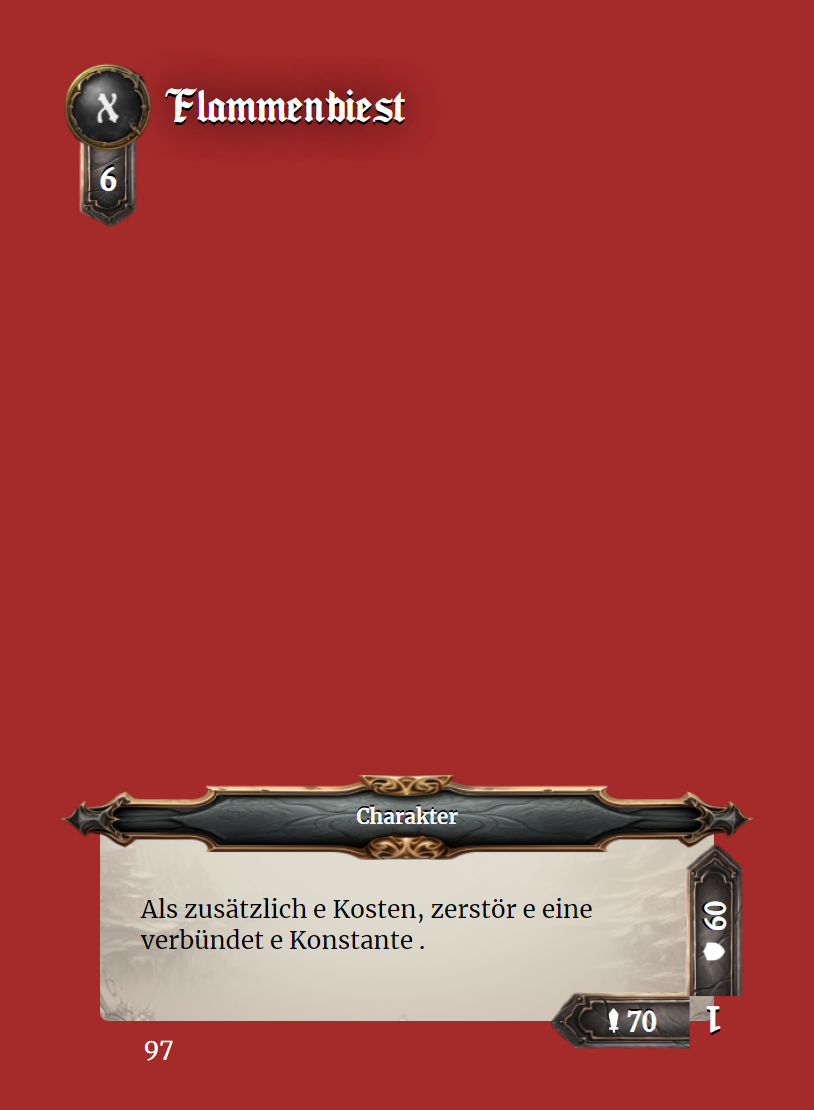 X
Flammenbiest
6
Charakter
Als zusätzlich e Kosten, zerstör e eine
verbündet e Konstante .
60
70
1
97